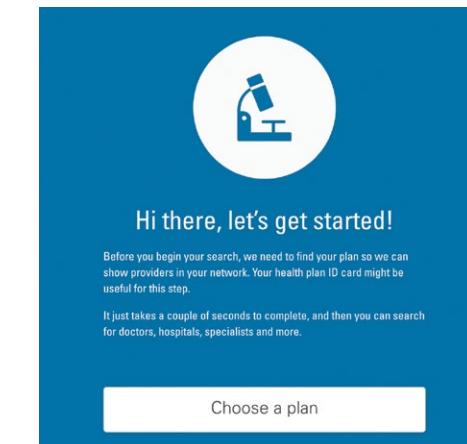 Hi there, let's get started!
Before you begin your search, we need to find your plan so we can
show providers in your network. Your health plan ID card might be
useful for this step.
It just takes a couple of seconds to complete, and then you can search
for doctors, hospitals, specialists and more.
Choose a plan